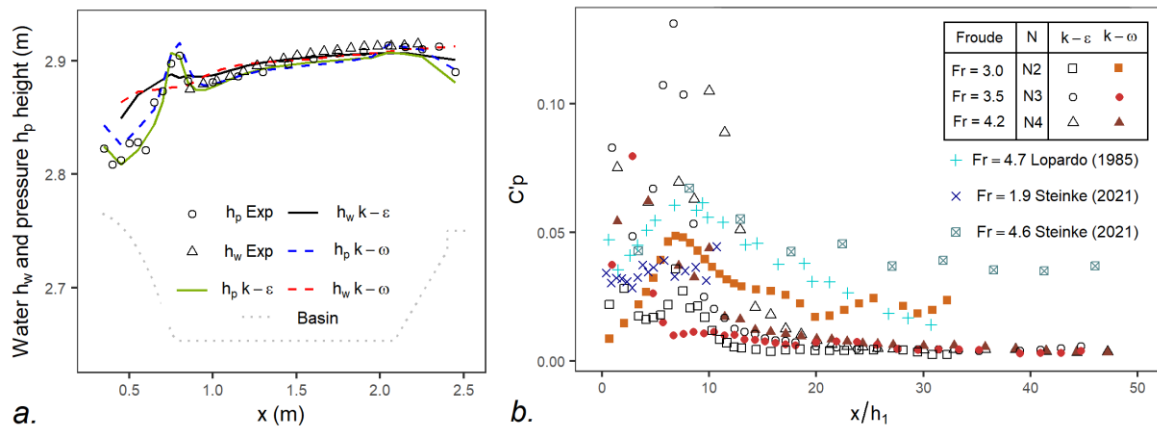 Water h_w and pressure h_p height (m)
2.9
2.8
2.7
h_p Exp
h_w k – ε
h_w Exp
h_p k – ω
h_p k – ε
h_w k – ω
Basin
0.5
1.0
1.5
2.0
2.5
x (m)
a.
C'p
0.10
0.05
0.00
Froude N k – ε k – ω
Fr = 3.0 N2
Fr = 3.5 N3
Fr = 4.2 N4
Fr = 4.7 Lopardo (1985)
Fr = 1.9 Steinke (2021)
Fr = 4.6 Steinke (2021)
0
10
20
30
40
50
x/h₁
b.